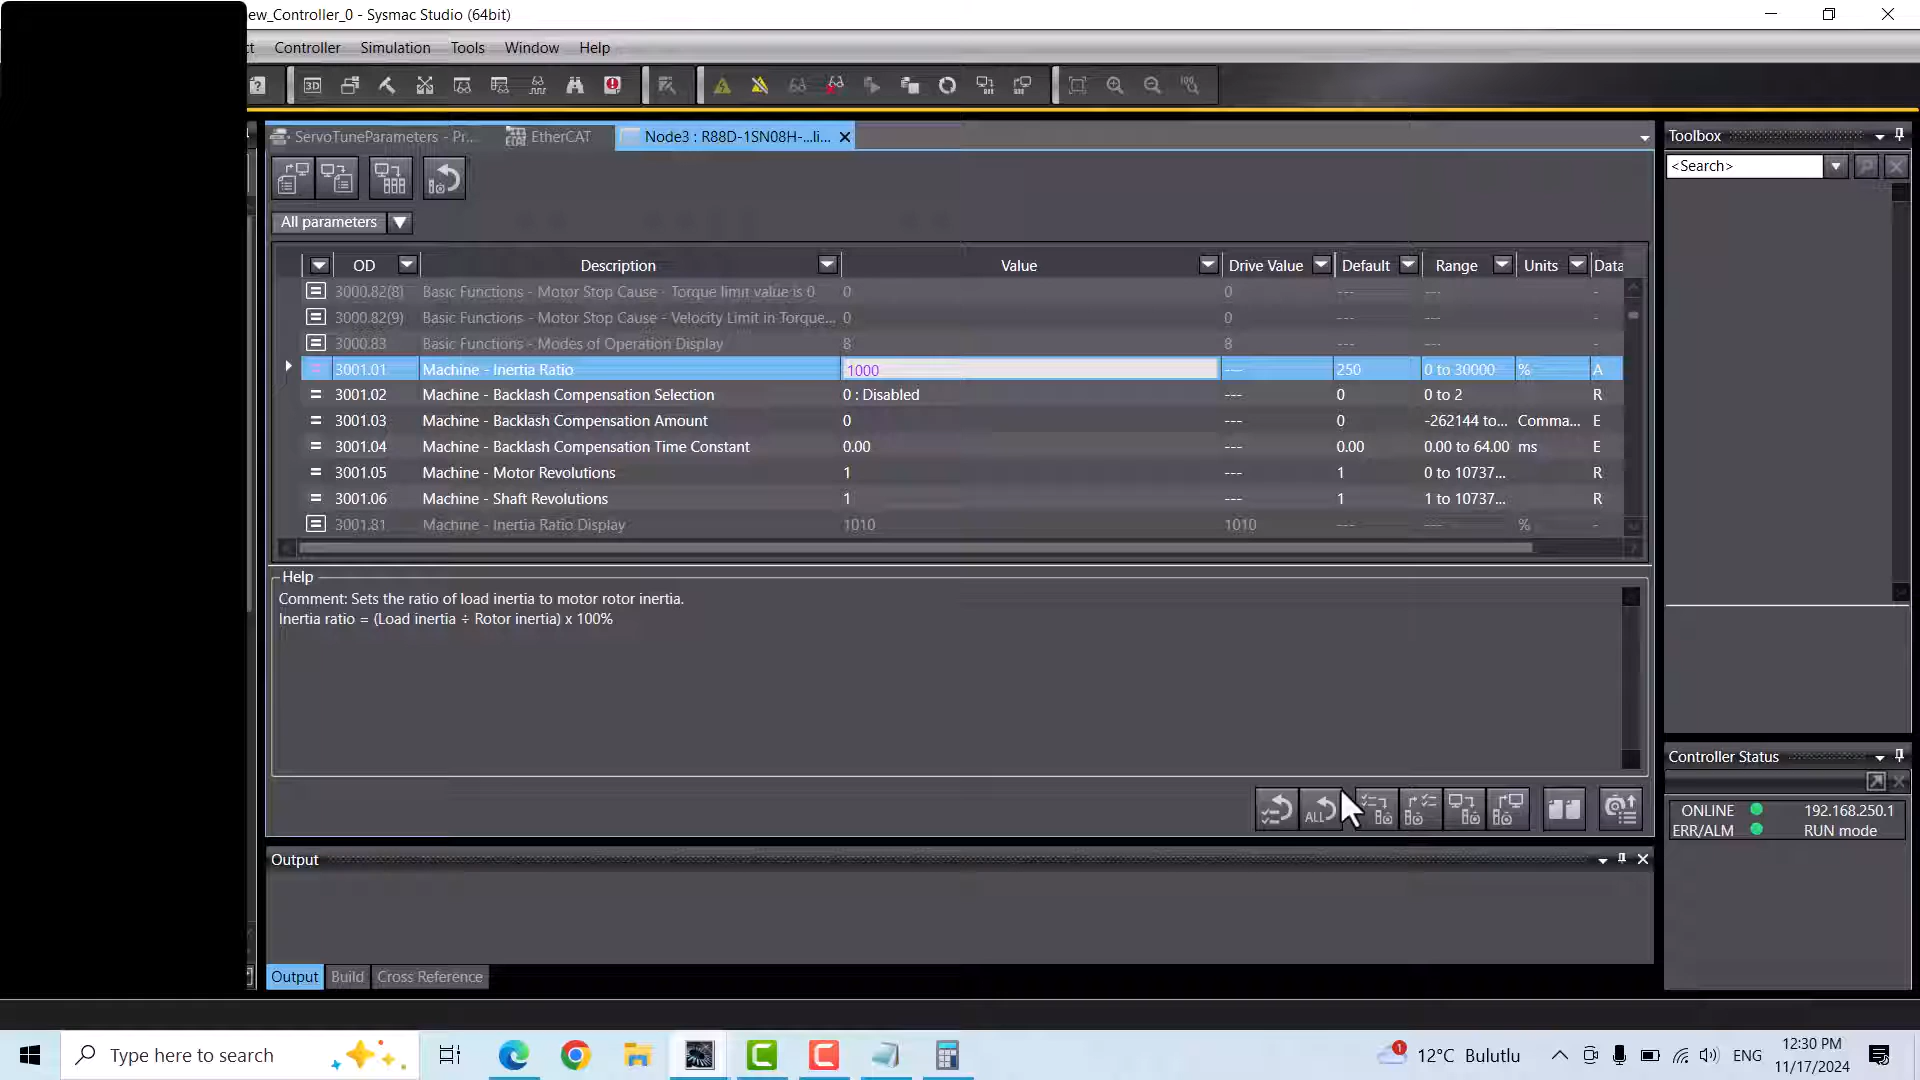 ew_Controller_0 - Sysmac Studio (64bit)
ct Controller Simulation Tools Window Help
3D
ServoTuneParameters - Pr... EtherCAT Node3 : R88D-1SN08H-...li...
Toolbox
<Search>
All parameters
OD Description Value Drive Value Default Range Units Data
3000.82(8) Basic Functions - Motor Stop Cause - Torque limit value is 0 0 0 --- --- -
3000.82(9) Basic Functions - Motor Stop Cause - Velocity Limit in Torque... 0 0 --- --- -
3000.83 Basic Functions - Modes of Operation Display 8 8 --- --- -
3001.01 Machine - Inertia Ratio 1000 --- 250 0 to 30000 % A
3001.02 Machine - Backlash Compensation Selection 0 : Disabled --- 0 0 to 2 R
3001.03 Machine - Backlash Compensation Amount 0 --- 0 -262144 to... Comma... E
3001.04 Machine - Backlash Compensation Time Constant 0.00 --- 0.00 0.00 to 64.00 ms E
3001.05 Machine - Motor Revolutions 1 --- 1 0 to 10737... R
3001.06 Machine - Shaft Revolutions 1 --- 1 1 to 10737... R
3001.81 Machine - Inertia Ratio Display 1010 1010 --- --- % -
Help
Comment: Sets the ratio of load inertia to motor rotor inertia.
Inertia ratio = (Load inertia ÷ Rotor inertia) x 100%
ALL
Controller Status
ONLINE 192.168.250.1
ERR/ALM RUN mode
Output
Output Build Cross Reference
Type here to search
1 12°C Bulutlu ENG 12:30 PM
11/17/2024